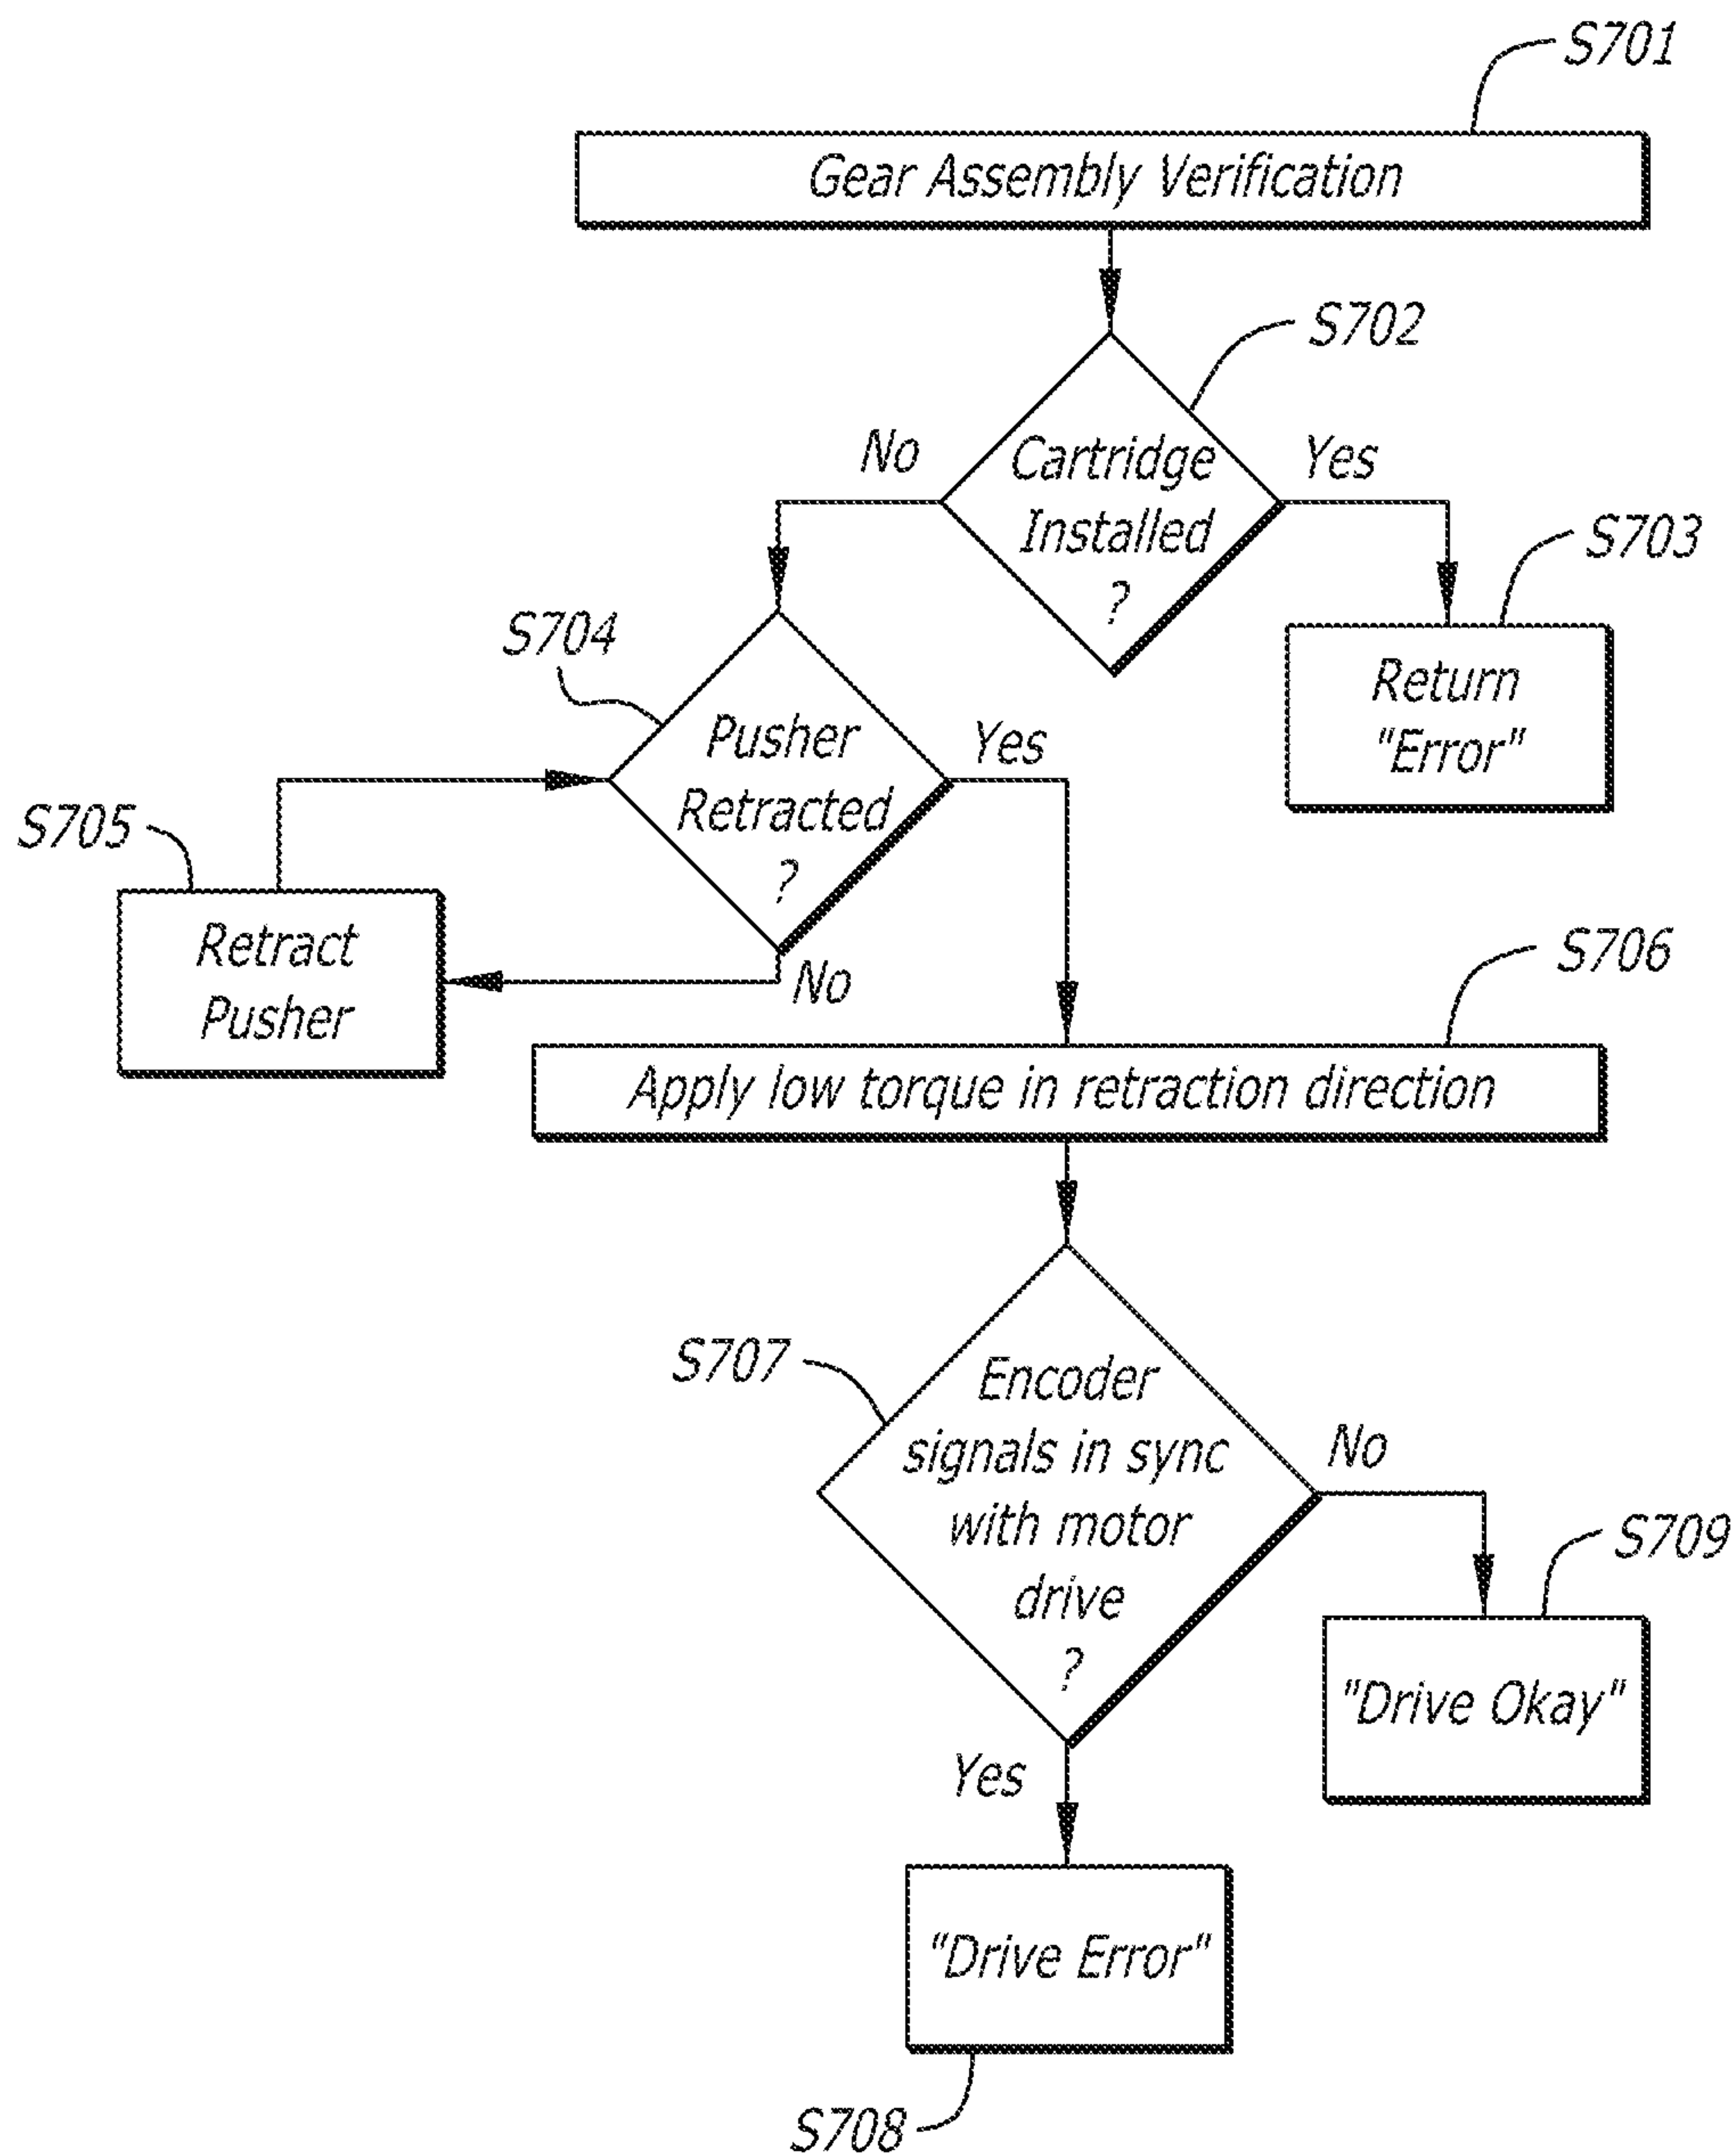 S701
Gear Assembly Verification
S702
No
Cartridge
Installed
?
Yes
S703
Return
"Error"
S704
Pusher
Retracted
?
Yes
No
S705
Retract
Pusher
S706
Apply low torque in retraction direction
S707
Encoder
signals in sync
with motor
drive
?
No
S709
"Drive Okay"
Yes
"Drive Error"
S708